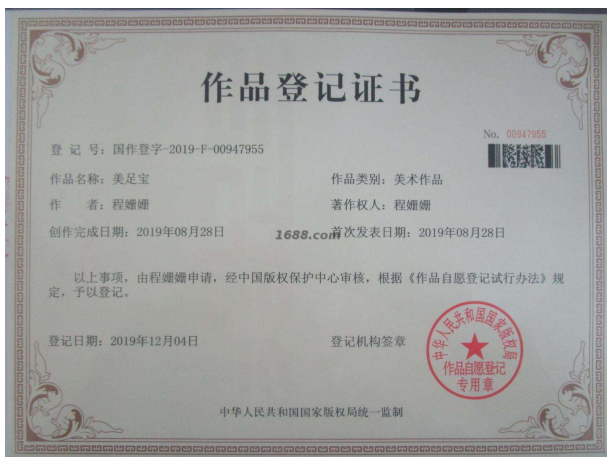 作品登记证书
No. 00947955
登 记 号：国作登字-2019-F-00947955
作品名称：美足宝
作品类别：美术作品
作 者：程姗姗
著作权人：程姗姗
创作完成日期：2019年08月28日
1688.com
首次发表日期：2019年08月28日
以上事项，由程姗姗申请，经中国版权保护中心审核，根据《作品自愿登记试行办法》规
定，予以登记。
登记日期：2019年12月04日
登记机构签章
中华人民共和国国家版权局
作品自愿登记
专用章
中华人民共和国国家版权局统一监制